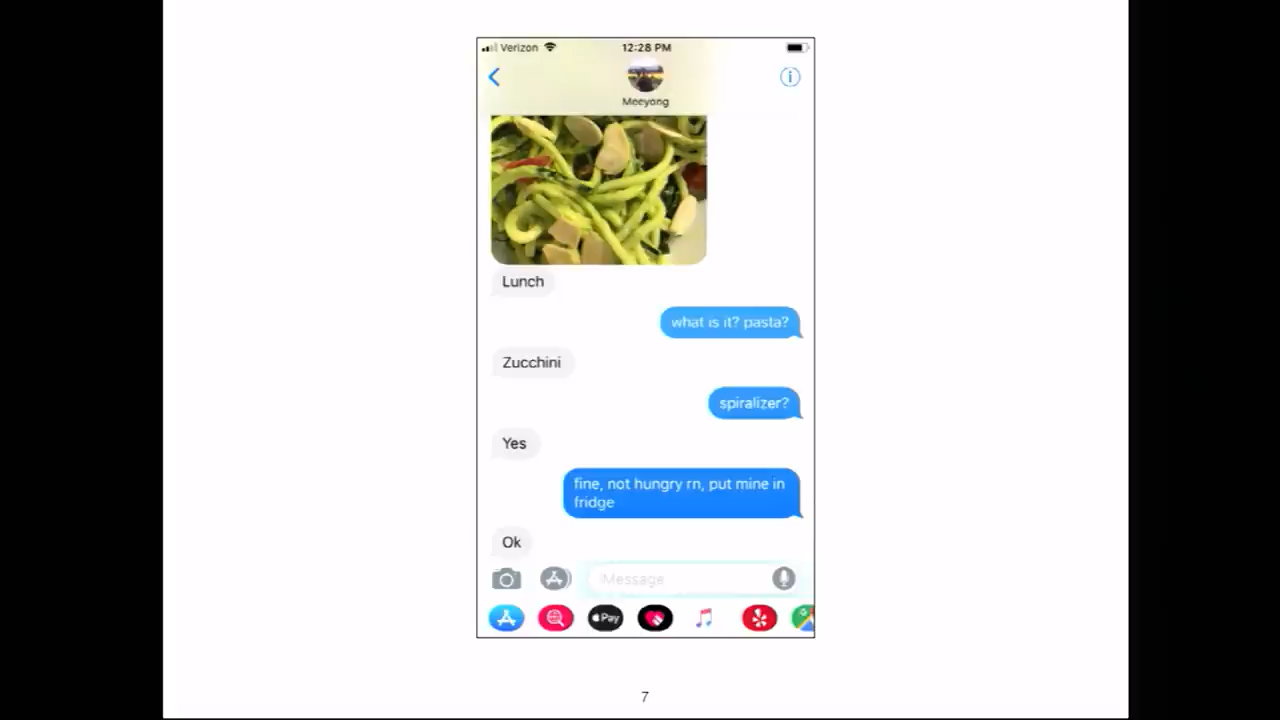 Verizon 12:28 PM
Meeyong
Lunch
what is it? pasta?
Zucchini
spiralizer?
Yes
fine, not hungry rn, put mine in
fridge
Ok
Message
Pay
7